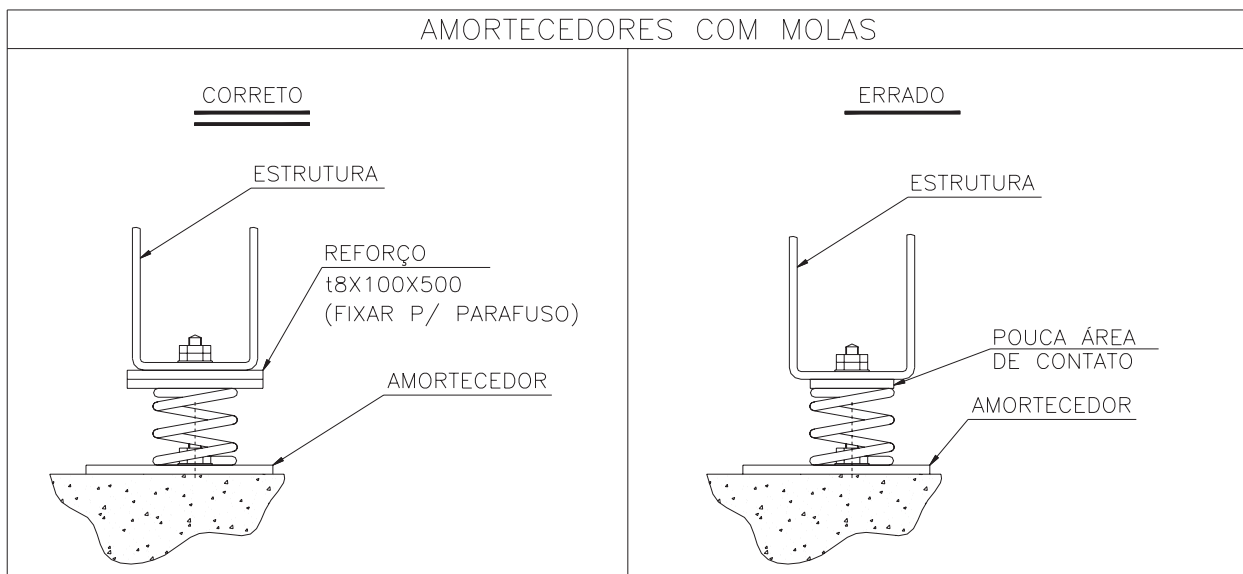 AMORTECEDORES COM MOLAS
CORRETO
ESTRUTURA
REFORÇO
t8X100X500
(FIXAR P/ PARAFUSO)
AMORTECEDOR
ERRADO
ESTRUTURA
POUCA ÁREA
DE CONTATO
AMORTECEDOR